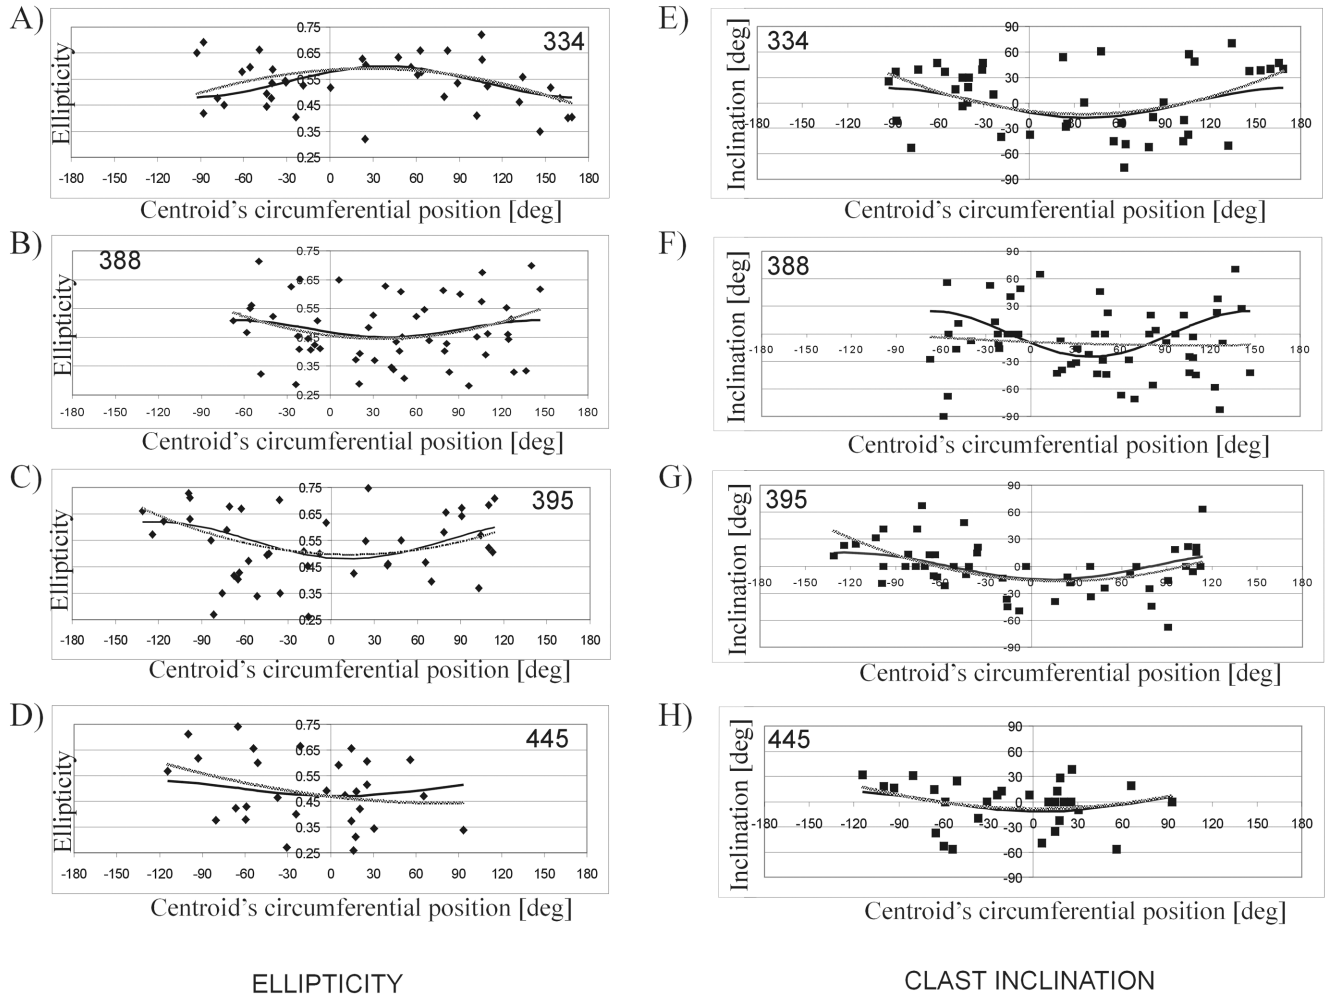 A)
Ellipticity
334
0.75
0.65
0.55
0.45
0.35
0.25
-180 -150 -120 -90 -60 -30 0 30 60 90 120 150 180
Centroid's circumferential position [deg]
B)
Ellipticity
388
0.75
0.65
0.55
0.45
0.35
0.25
-180 -150 -120 -90 -60 -30 0 30 60 90 120 150 180
Centroid's circumferential position [deg]
C)
Ellipticity
395
0.75
0.65
0.55
0.45
0.35
0.25
-180 -150 -120 -90 -60 -30 0 30 60 90 120 150 180
Centroid's circumferential position [deg]
D)
Ellipticity
445
0.75
0.65
0.55
0.45
0.35
0.25
-180 -150 -120 -90 -60 -30 0 30 60 90 120 150 180
Centroid's circumferential position [deg]
ELLIPTICITY
E)
Inclination [deg]
334
90
60
30
0
-30
-60
-90
-180 -150 -120 -90 -60 -30 0 30 60 90 120 150 180
Centroid's circumferential position [deg]
F)
Inclination [deg]
388
90
60
30
0
-30
-60
-90
-180 -150 -120 -90 -60 -30 0 30 60 90 120 150 180
Centroid's circumferential position [deg]
G)
Inclination [deg]
395
90
60
30
0
-30
-60
-90
-180 -150 -120 -90 -60 -30 0 30 60 90 120 150 180
Centroid's circumferential position [deg]
H)
Inclination [deg]
445
90
60
30
0
-30
-60
-90
-180 -150 -120 -90 -60 -30 0 30 60 90 120 150 180
Centroid's circumferential position [deg]
CLAST INCLINATION